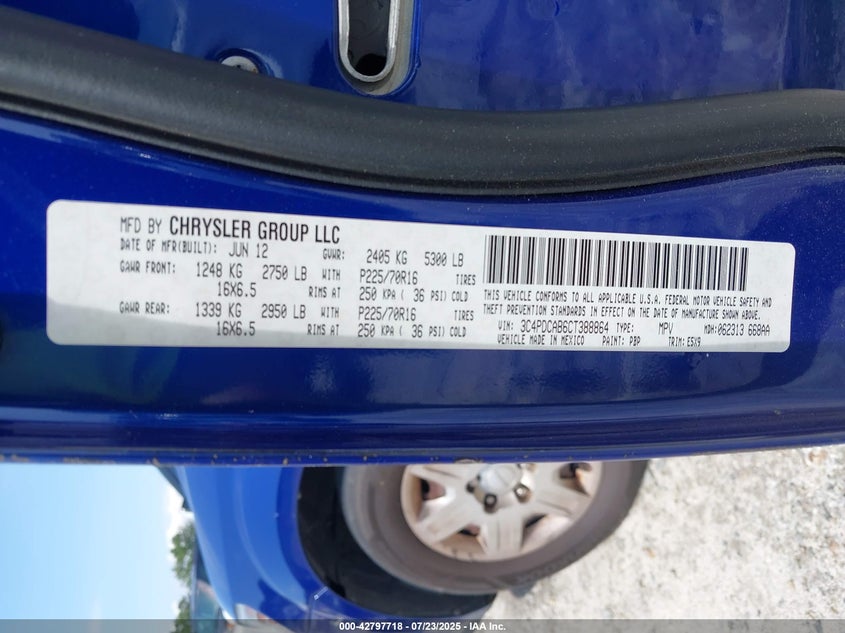 MFD BY CHRYSLER GROUP LLC
DATE OF MFR(BUILT): JUN 12 GVWR: 2405 KG 5300 LB
GAWR FRONT: 1248 KG 2750 LB WITH P225/70R16 TIRES
16X6.5 RIMS AT 250 KPA ( 36 PSI) COLD
GAWR REAR: 1339 KG 2950 LB WITH P225/70R16 TIRES
16X6.5 RIMS AT 250 KPA ( 36 PSI) COLD
THIS VEHICLE CONFORMS TO ALL APPLICABLE U.S.A. FEDERAL MOTOR VEHICLE SAFETY AND
THEFT PREVENTION STANDARDS IN EFFECT ON THE DATE OF MANUFACTURE SHOWN ABOVE.
VIN: 3C4PDCAB6CT388864 TYPE: MPV MDH: 062313 668AA
VEHICLE MADE IN MEXICO PAINT: PBP TRIM: E5X9
000-42797718 - 07/23/2025 - IAA Inc.